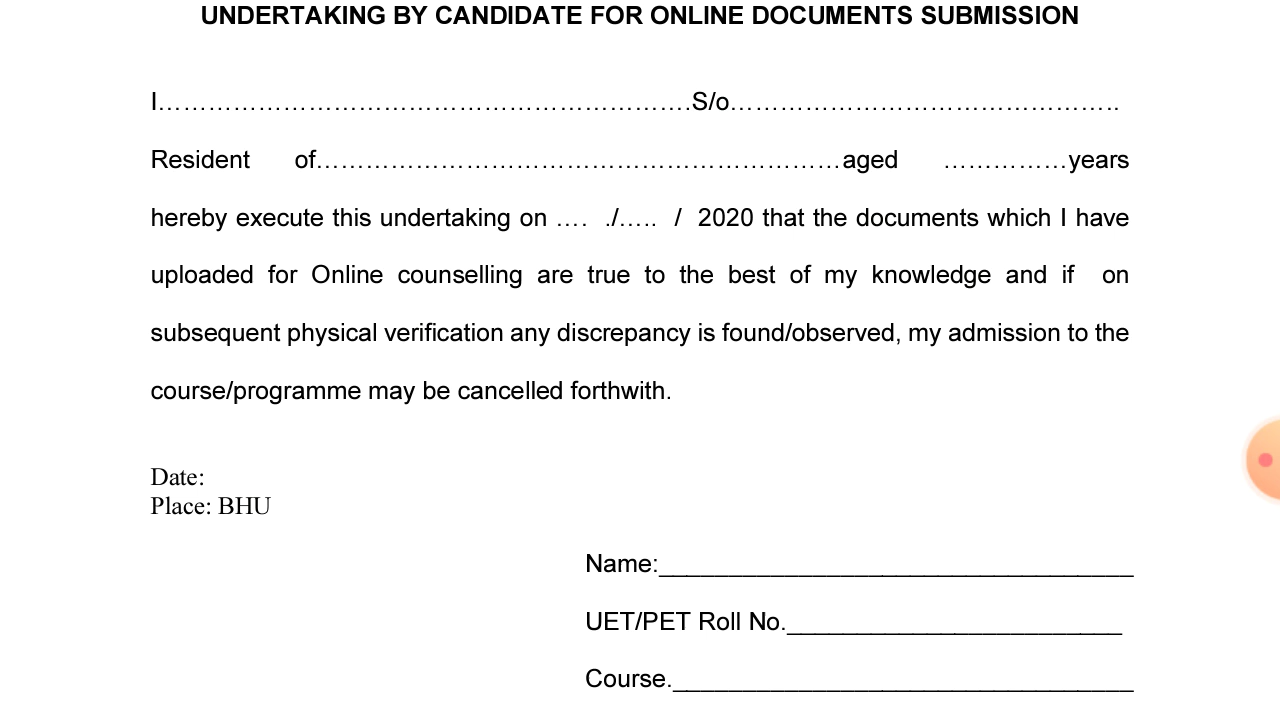 UNDERTAKING BY CANDIDATE FOR ONLINE DOCUMENTS SUBMISSION
I……………………………………………………….S/o………………………………………..
Resident of………………………………………………………aged ……………years
hereby execute this undertaking on …. ./….. / 2020 that the documents which I have
uploaded for Online counselling are true to the best of my knowledge and if on
subsequent physical verification any discrepancy is found/observed, my admission to the
course/programme may be cancelled forthwith.
Date:
Place: BHU
Name:__________________________________
UET/PET Roll No.________________________
Course._________________________________